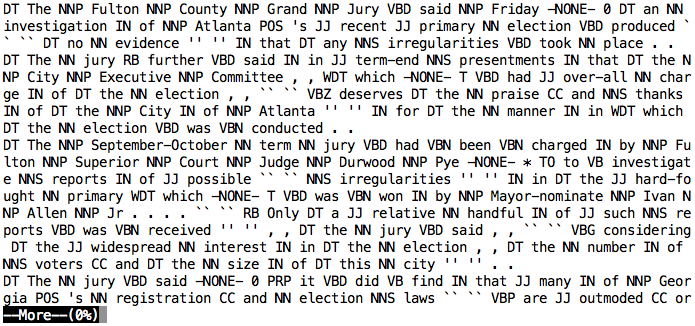 DT The NNP Fulton NNP County NNP Grand NNP Jury VBD said NNP Friday -NONE- 0 DT an NN
investigation IN of NNP Atlanta POS 's JJ recent JJ primary NN election VBD produced `
` `` DT no NN evidence '' '' IN that DT any NNS irregularities VBD took NN place . .
DT The NN jury RB further VBD said IN in JJ term-end NNS presentments IN that DT the N
NP City NNP Executive NNP Committee , , WDT which -NONE- T VBD had JJ over-all NN char
ge IN of DT the NN election , , `` `` VBZ deserves DT the NN praise CC and NNS thanks
IN of DT the NNP City IN of NNP Atlanta '' '' IN for DT the NN manner IN in WDT which
DT the NN election VBD was VBN conducted . .
DT The NNP September-October NN term NN jury VBD had VBN been VBN charged IN by NNP Fu
lton NNP Superior NNP Court NNP Judge NNP Durwood NNP Pye -NONE- * TO to VB investigat
e NNS reports IN of JJ possible `` `` NNS irregularities '' '' IN in DT the JJ hard-fo
ught NN primary WDT which -NONE- T VBD was VBN won IN by NNP Mayor-nominate NNP Ivan N
NP Allen NNP Jr . . . . `` `` RB Only DT a JJ relative NN handful IN of JJ such NNS re
ports VBD was VBN received '' '' , , DT the NN jury VBD said , , `` `` VBG considering
DT the JJ widespread NN interest IN in DT the NN election , , DT the NN number IN of
NNS voters CC and DT the NN size IN of DT this NN city '' '' . .
DT The NN jury VBD said -NONE- 0 PRP it VBD did VB find IN that JJ many IN of NNP Geor
gia POS 's NN registration CC and NN election NNS laws `` `` VBP are JJ outmoded CC or
--More--(0%)